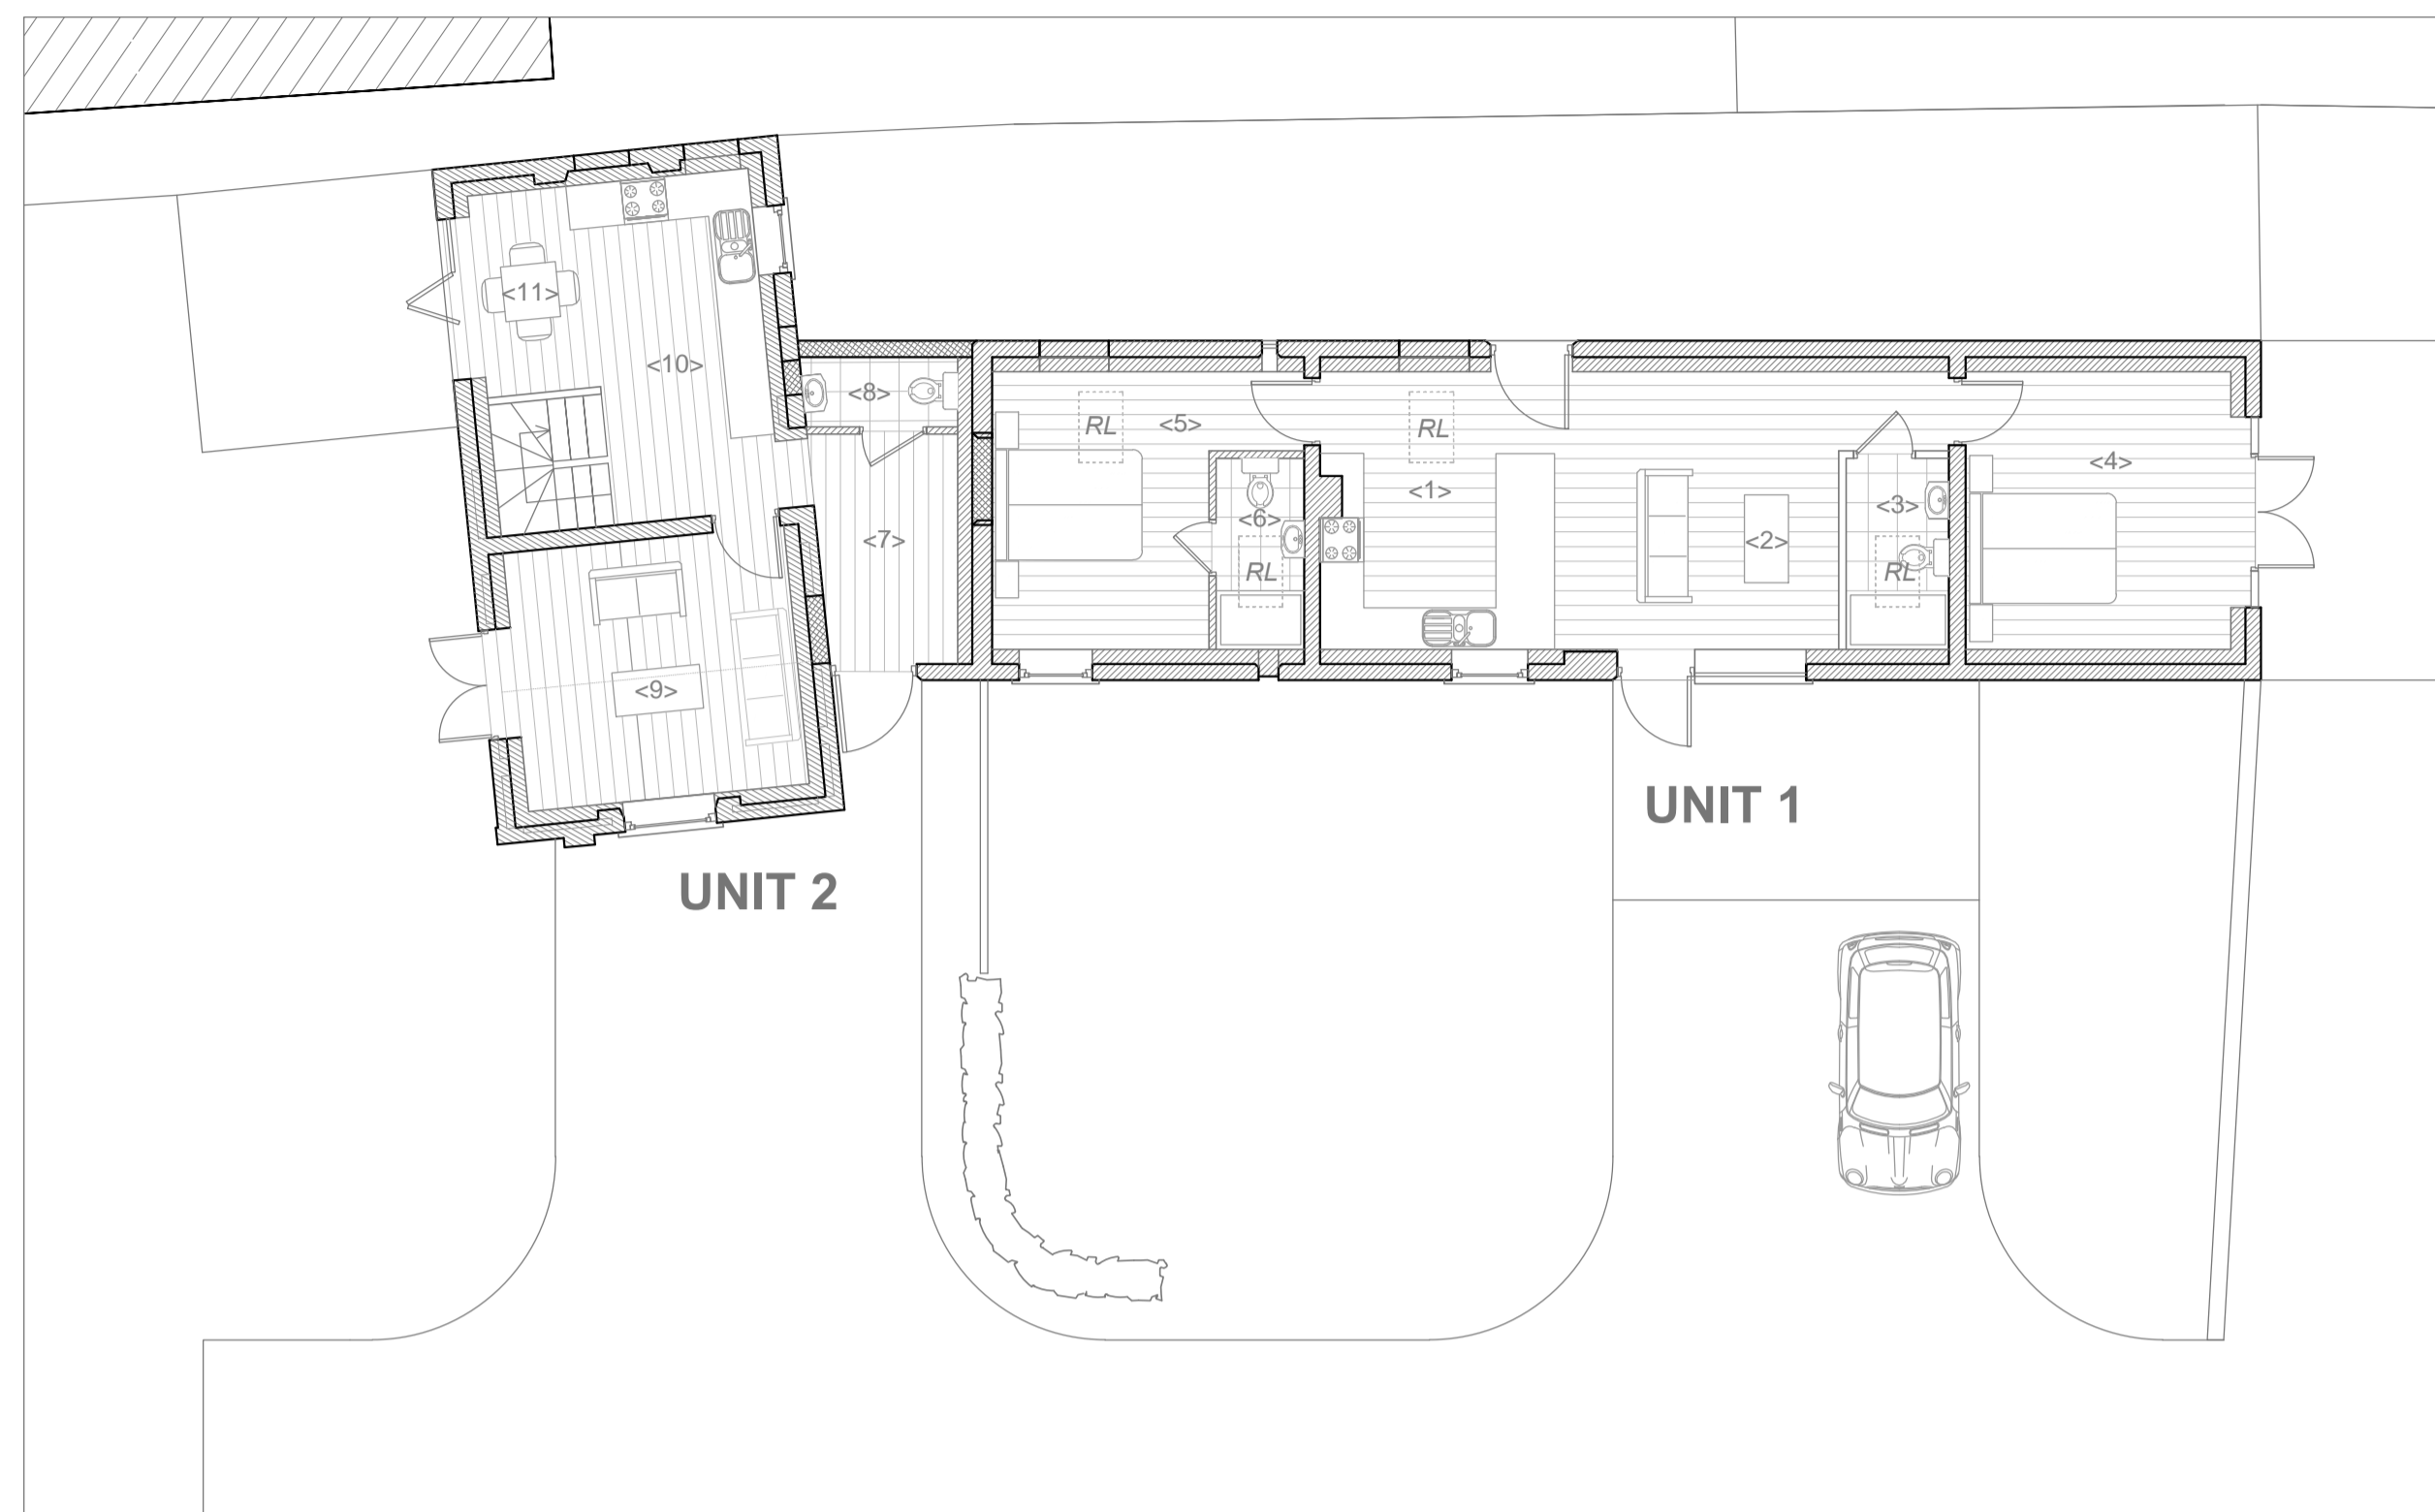 <11>
<10>
<8>
RL
<5>
RL
<4>
<1>
<3>
<6>
<7>
<2>
RL
RL
<9>
UNIT 1
UNIT 2